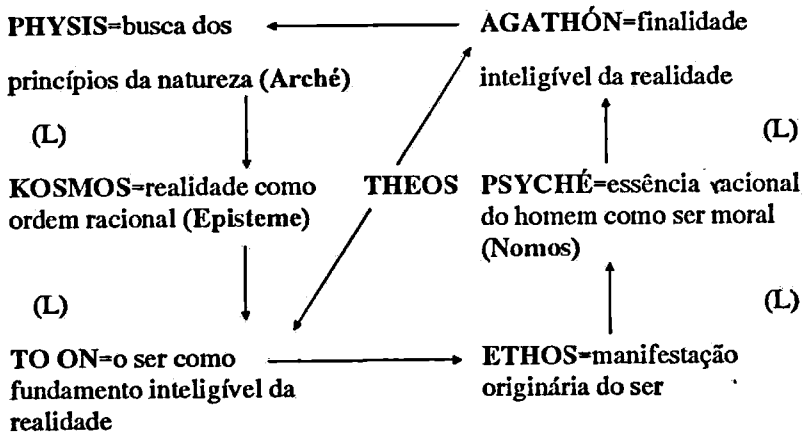 PHYSIS=busca dos
princípios da natureza (Arché)
(L)
KOSMOS=realidade como
ordem racional (Episteme)
(L)
TO ON=o ser como
fundamento inteligível da
realidade
THEOS
AGATHÓN=finalidade
inteligível da realidade
(L)
PSYCHÉ=essência racional
do homem como ser moral
(Nomos)
(L)
ETHOS=manifestação
originária do ser